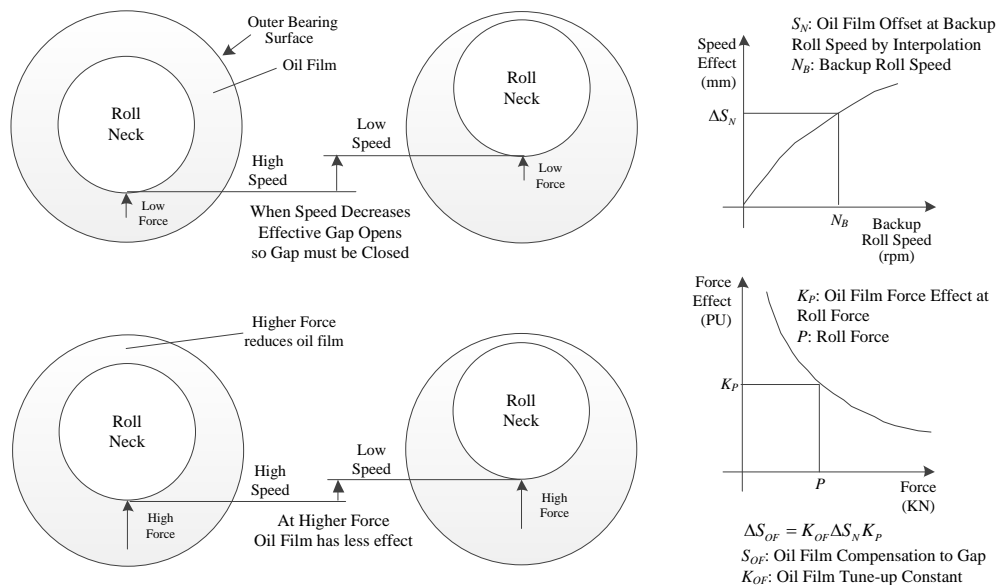 Outer Bearing
Surface
Oil Film
Roll
Neck
Low
Force
High
Speed
Low
Speed
Roll
Neck
Low
Force
When Speed Decreases
Effective Gap Opens
so Gap must be Closed
Speed
Effect
(mm)
S_N: Oil Film Offset at Backup
Roll Speed by Interpolation
N_B: Backup Roll Speed
ΔS_N
N_B
Backup
Roll Speed
(rpm)
Higher Force
reduces oil film
Roll
Neck
High
Force
High
Speed
Low
Speed
Roll
Neck
High
Force
At Higher Force
Oil Film has less effect
Force
Effect
(PU)
K_P: Oil Film Force Effect at
Roll Force
P: Roll Force
K_P
P
Force
(KN)
ΔS_OF = K_OF ΔS_N K_P
S_OF: Oil Film Compensation to Gap
K_OF: Oil Film Tune-up Constant